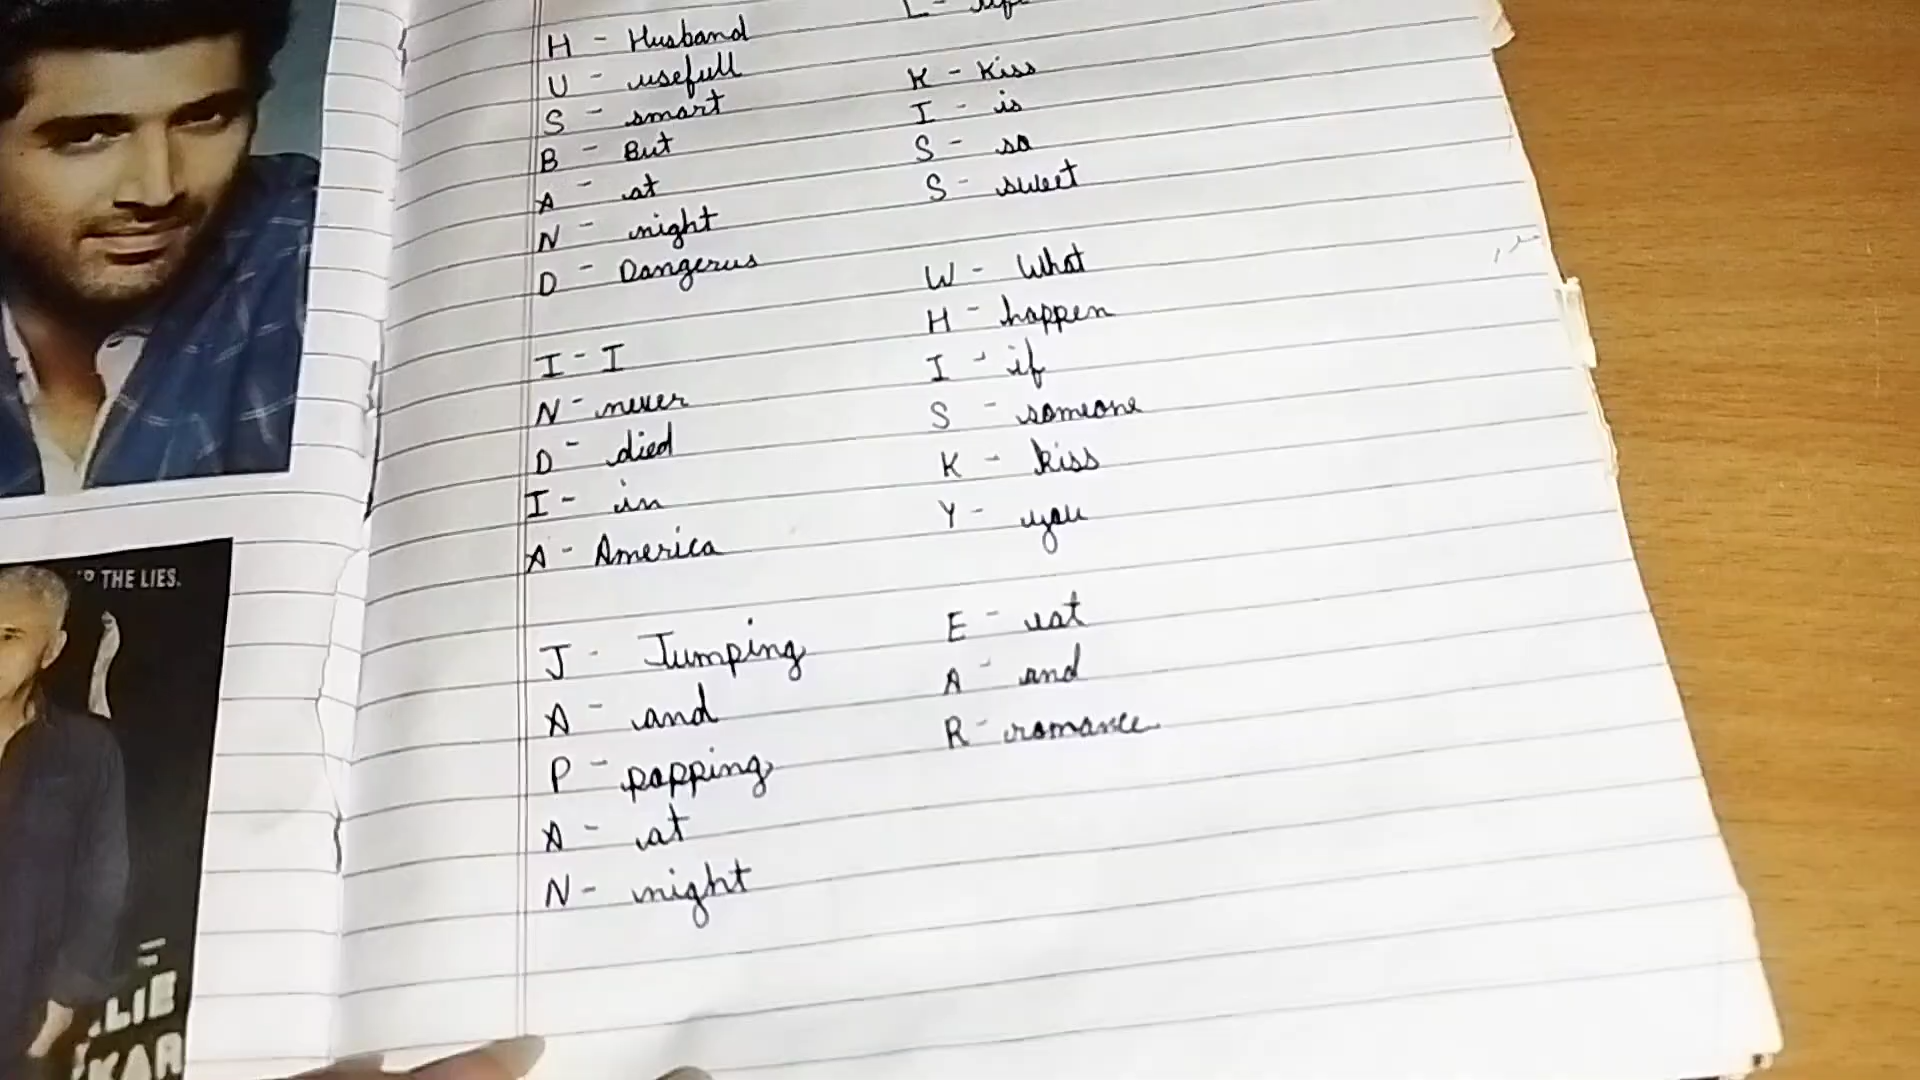 H - Husband
U - usefull
S - smart
B - But
A - at
N - night
D - Dangerus
I - I
N - never
D - died
I - in
A - America
J - Jumping
A - and
P - popping
A - at
N - night
K - Kiss
I - is
S - so
S - sweet
W - What
H - happen
I - if
S - someone
K - kiss
Y - you
E - eat
A - and
R - romance
THE LIES.